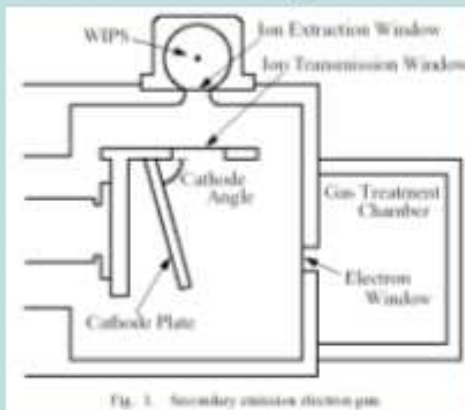 WIPS
Ion Extraction Window
Ion Transmission Window
Cathode
Angle
Gas Treatment
Chamber
Electron
Window
Cathode Plate
Fig. 1. Secondary emission electron gun.